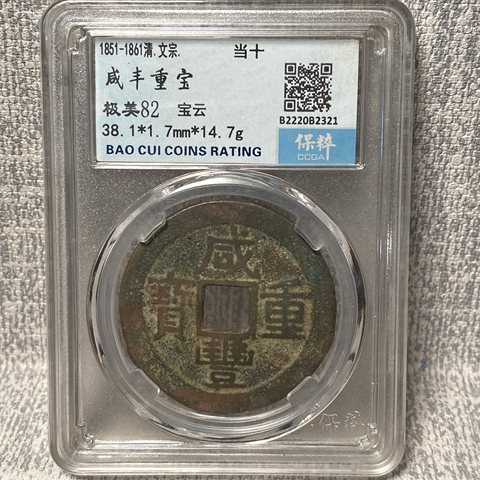 1851-1861清.文宗. 当十
咸丰重宝
极美82 宝云
B2220B2321
38.1*1.7mm*14.7g
保粹
CCGA
BAO CUI COINS RATING
咸豐重寶
保粹